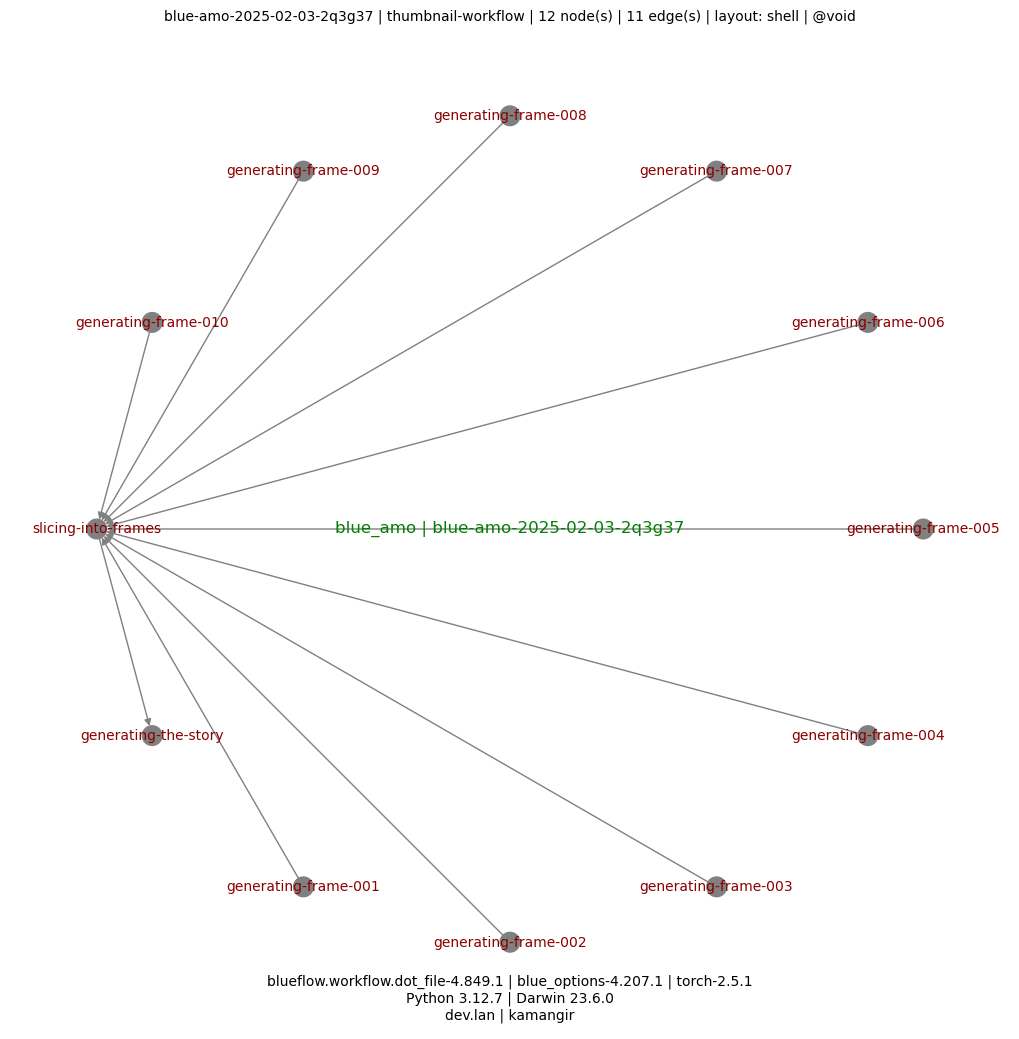 blue-amo-2025-02-03-2q3g37 | thumbnail-workflow | 12 node(s) | 11 edge(s) | layout: shell | @void
generating-frame-008
generating-frame-009
generating-frame-007
generating-frame-010
generating-frame-006
slicing-into-frames
blue_amo | blue-amo-2025-02-03-2q3g37
generating-frame-005
generating-the-story
generating-frame-004
generating-frame-001
generating-frame-003
generating-frame-002
blueflow.workflow.dot_file-4.849.1 | blue_options-4.207.1 | torch-2.5.1
Python 3.12.7 | Darwin 23.6.0
dev.lan | kamangir